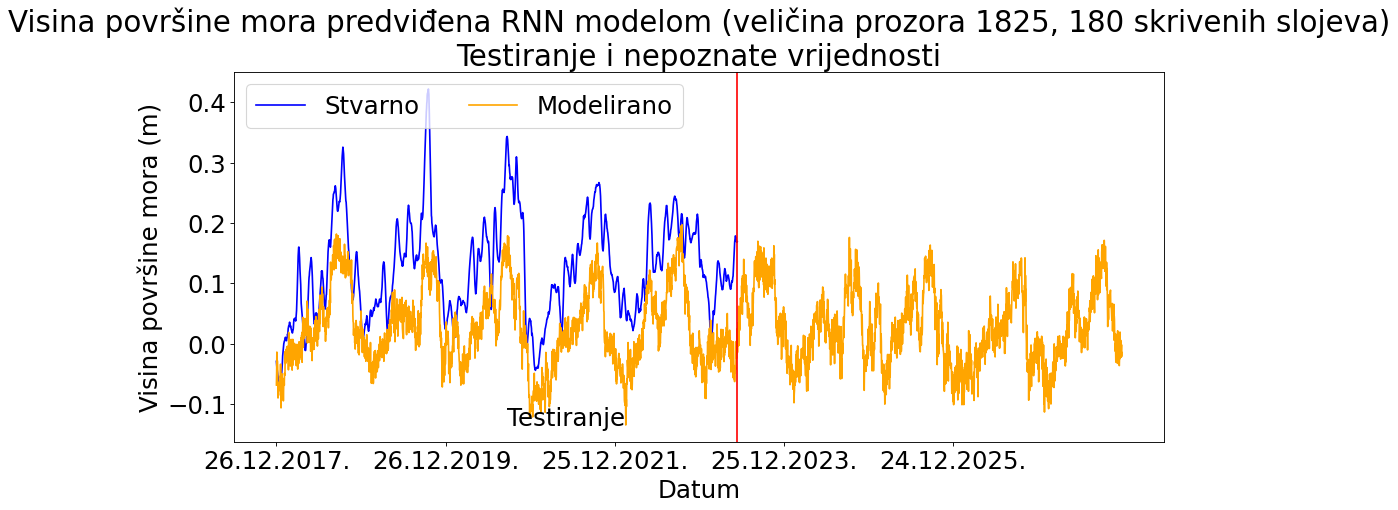 Visina površine mora predviđena RNN modelom (veličina prozora 1825, 180 skrivenih slojeva)
Testiranje i nepoznate vrijednosti
Stvarno
Modelirano
Visina površine mora (m)
0.4
0.3
0.2
0.1
0.0
−0.1
Testiranje
26.12.2017.
26.12.2019.
25.12.2021.
25.12.2023.
24.12.2025.
Datum